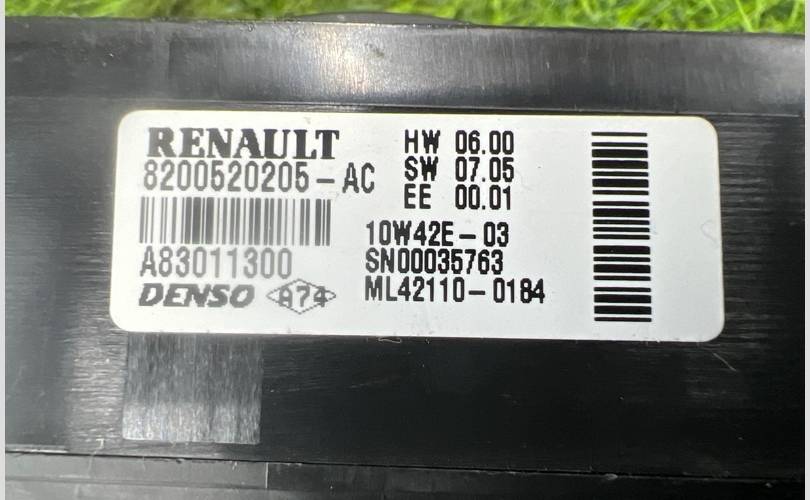 RENAULT
8200520205-AC
A83011300
DENSO A74
HW 06.00
SW 07.05
EE 00.01
10W42E-03
SN00035763
ML42110-0184